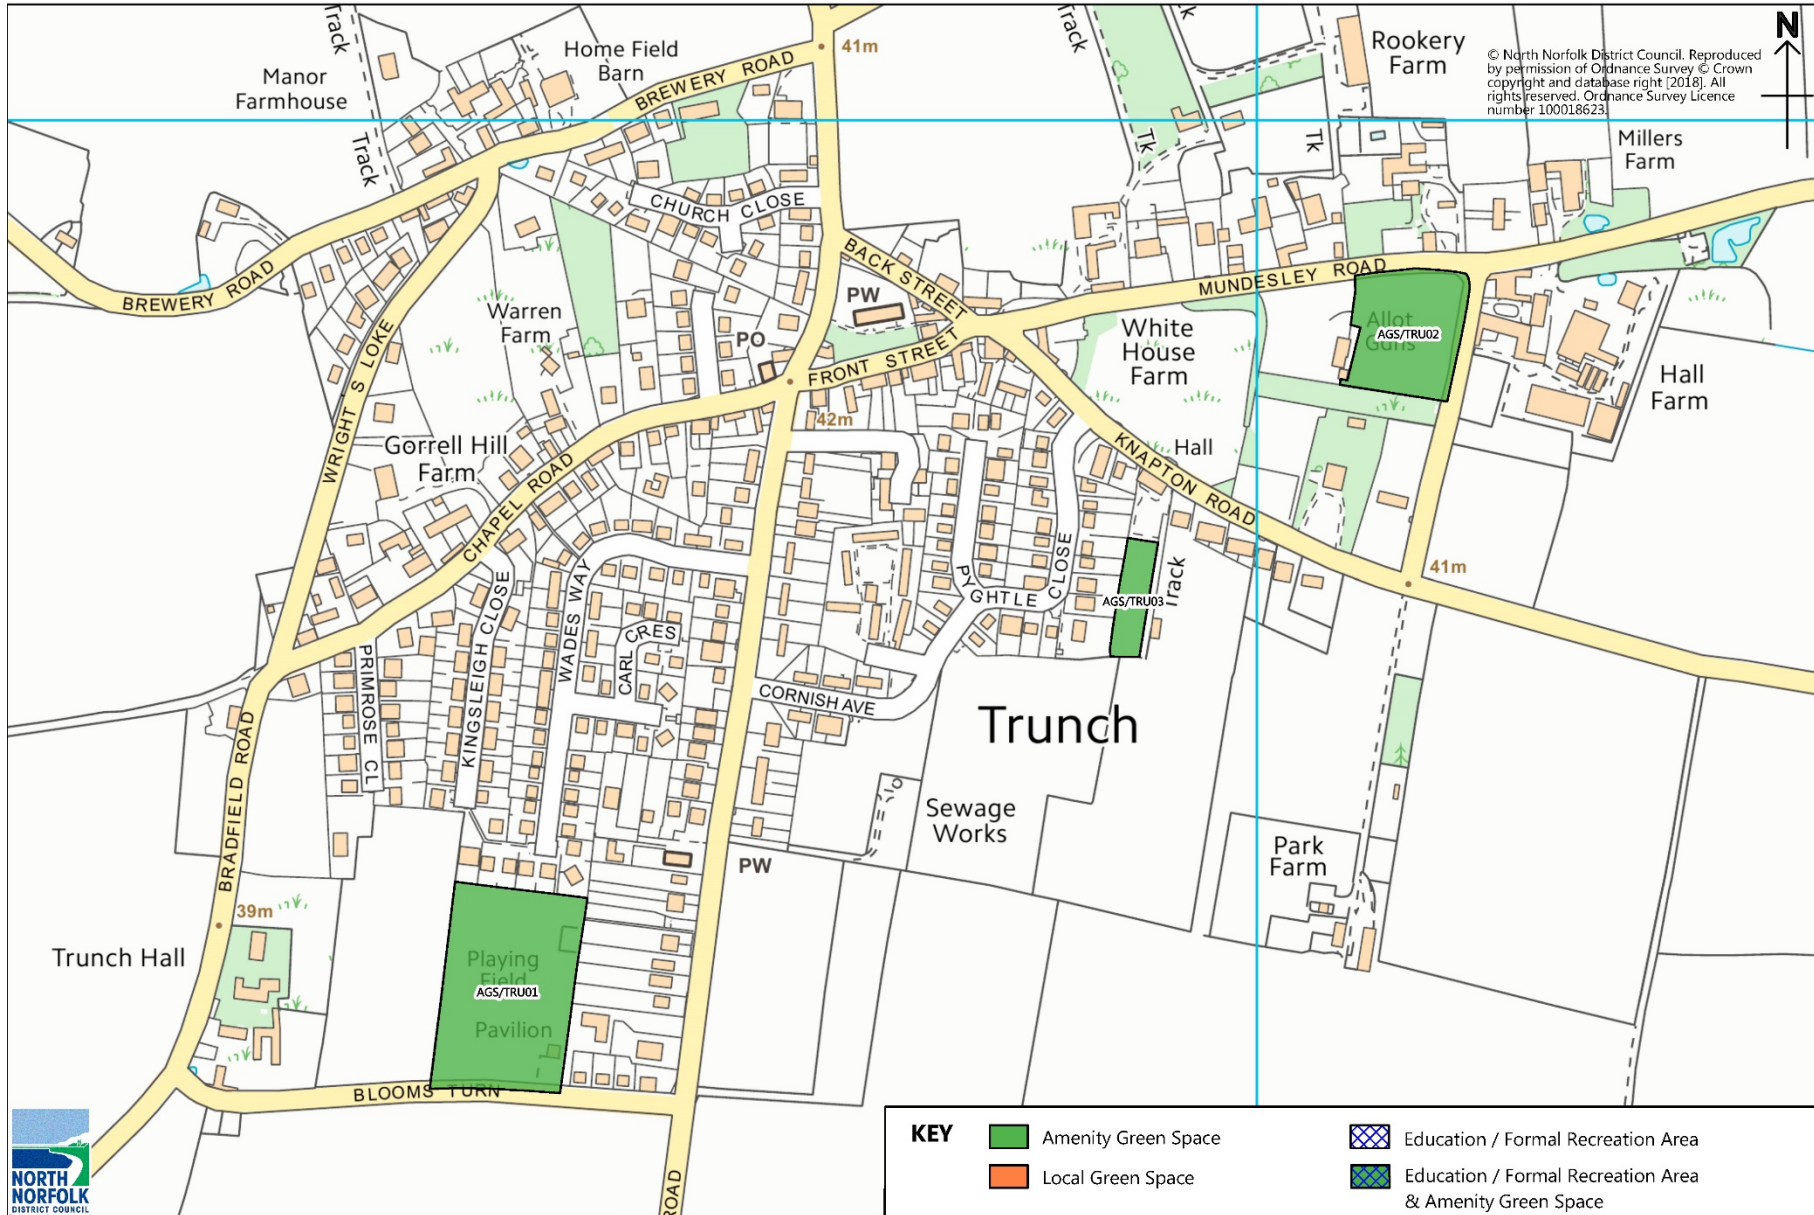 Track
Home Field
Barn
Manor
Farmhouse
BREWERY ROAD
41m
Track
k
Rookery
Farm
N
© North Norfolk District Council. Reproduced
by permission of Ordnance Survey © Crown
copyright and database right [2018]. All
rights reserved. Ordnance Survey Licence
number 100018623.
Track
Tk
Tk
Millers
Farm
CHURCH CLOSE
BACK STREET
BREWERY ROAD
MUNDESLEY ROAD
PW
Warren
Farm
PO
White
House
Farm
Allot
Gdns
AGS/TRU02
FRONT STREET
Hall
Farm
WRIGHT S LOKE
42m
Gorrell Hill
Farm
Hall
KNAPTON ROAD
CHAPEL ROAD
PYGHTLE CLOSE
AGS/TRU03
Track
41m
KINGSLEIGH CLOSE
WADES WAY
CARL CRES
PRIMROSE CL
CORNISH AVE
Trunch
BRADFIELD ROAD
Sewage
Works
Park
Farm
PW
39m
Trunch Hall
Playing
Field
AGS/TRU01
Pavilion
BLOOMS TURN
ROAD
NORTH
NORFOLK
DISTRICT COUNCIL
KEY
Amenity Green Space
Local Green Space
Education / Formal Recreation Area
Education / Formal Recreation Area
& Amenity Green Space